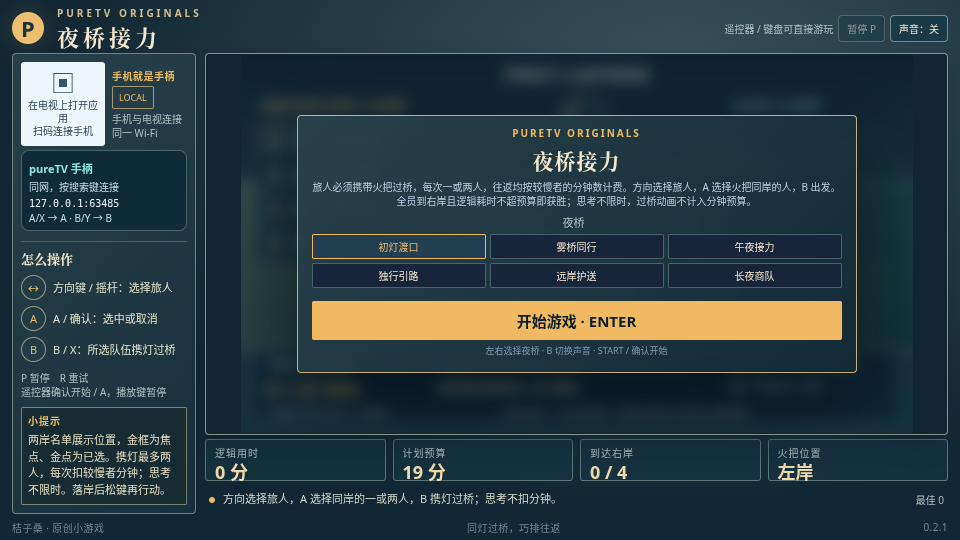 P
PURETV ORIGINALS
夜桥接力
遥控器 / 键盘可直接游玩
暂停 P
声音：关
在电视上打开应用
扫码连接手机
手机就是手柄
LOCAL
手机与电视连接
同一 Wi-Fi
pureTV 手柄
同网，按搜索键连接
127.0.0.1:63485
A/X → A · B/Y → B
怎么操作
↔ 方向键 / 摇杆：选择旅人
A A / 确认：选中或取消
B B / X：所选队伍携灯过桥
P 暂停 R 重试
遥控器确认开始 / A，播放键暂停
小提示
两岸名单展示位置，金框为焦
点、金点为已选。携灯最多两
人，每次扣较慢者分钟；思考
不限时。落岸后松键再行动。
PURETV ORIGINALS
夜桥接力
旅人必须携带火把过桥，每次一或两人，往返均按较慢者的分钟数计费。方向选择旅人，A 选择火把同岸的人，B 出发。
全员到右岸且逻辑耗时不超预算即获胜；思考不限时，过桥动画不计入分钟预算。
夜桥
初灯渡口
雾桥同行
午夜接力
独行引路
远岸护送
长夜商队
开始游戏 · ENTER
左右选择夜桥 · B 切换声音 · START / 确认开始
逻辑用时
0 分
计划预算
19 分
到达右岸
0 / 4
火把位置
左岸
方向选择旅人，A 选择同岸的一或两人，B 携灯过桥；思考不扣分钟。
最佳 0
桔子桑 · 原创小游戏
同灯过桥，巧排往返
0.2.1